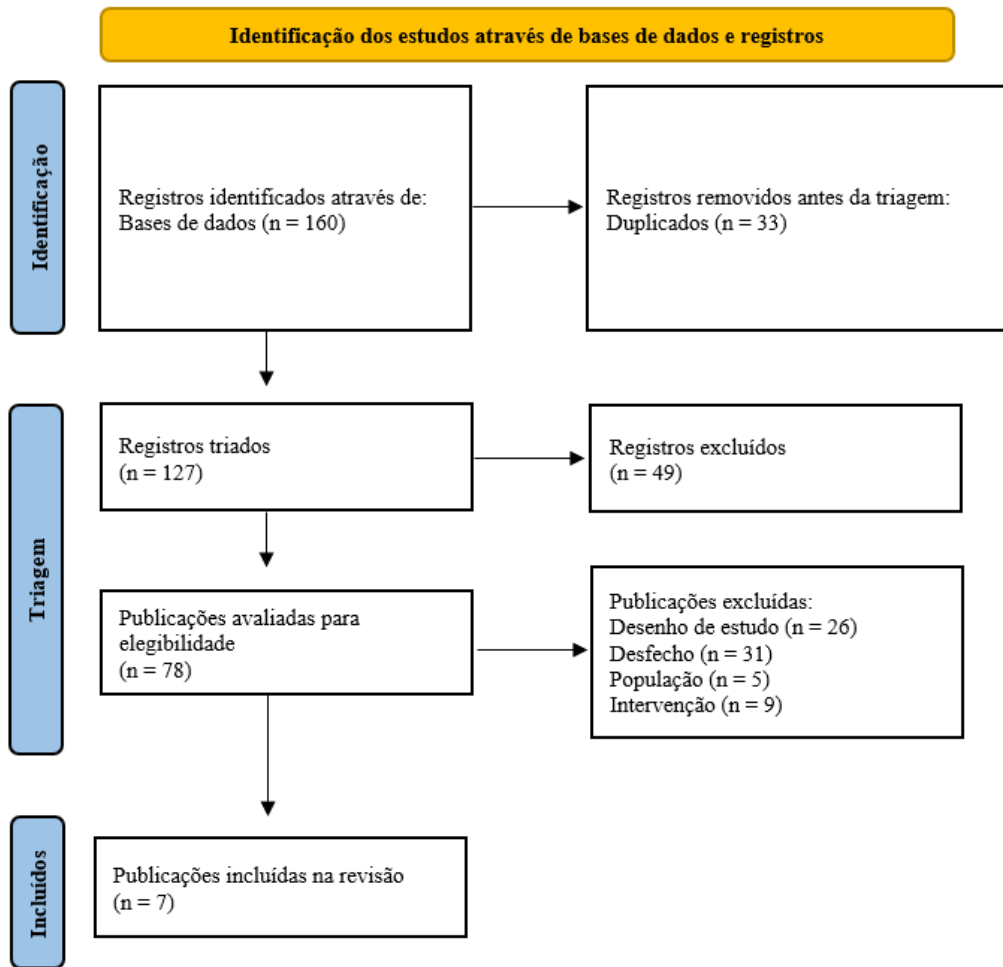 Identificação dos estudos através de bases de dados e registros
Identificação
Registros identificados através de:
Bases de dados (n = 160)
Registros removidos antes da triagem:
Duplicados (n = 33)
Triagem
Registros triados
(n = 127)
Registros excluídos
(n = 49)
Publicações avaliadas para
elegibilidade
(n = 78)
Publicações excluídas:
Desenho de estudo (n = 26)
Desfecho (n = 31)
População (n = 5)
Intervenção (n = 9)
Incluídos
Publicações incluídas na revisão
(n = 7)